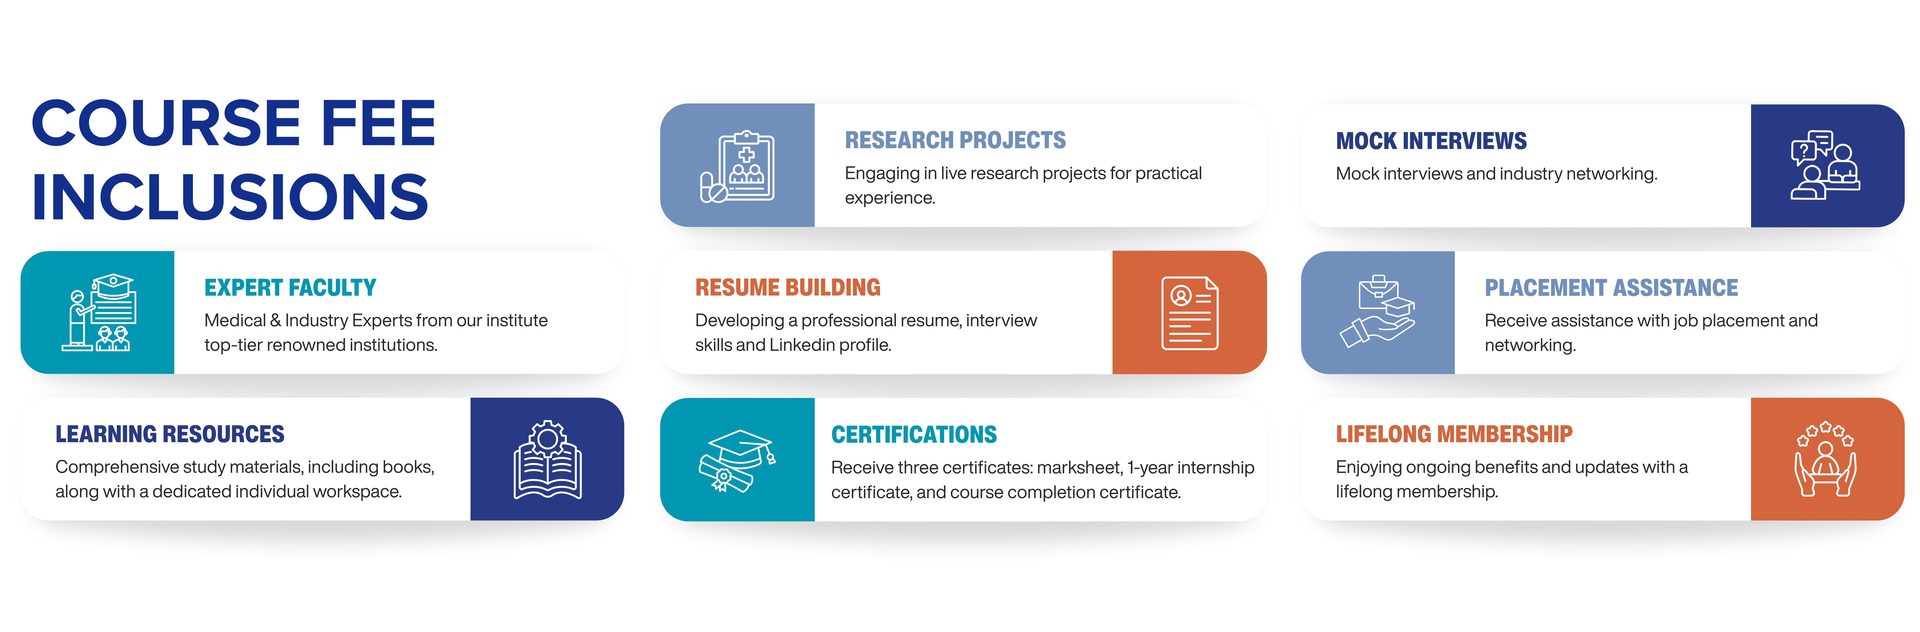 COURSE FEE
INCLUSIONS
EXPERT FACULTY
Medical & Industry Experts from our institute
top-tier renowned institutions.
LEARNING RESOURCES
Comprehensive study materials, including books,
along with a dedicated individual workspace.
RESEARCH PROJECTS
Engaging in live research projects for practical
experience.
RESUME BUILDING
Developing a professional resume, interview
skills and Linkedin profile.
CERTIFICATIONS
Receive three certificates: marksheet, 1-year internship
certificate, and course completion certificate.
MOCK INTERVIEWS
Mock interviews and industry networking.
PLACEMENT ASSISTANCE
Receive assistance with job placement and
networking.
LIFELONG MEMBERSHIP
Enjoying ongoing benefits and updates with a
lifelong membership.